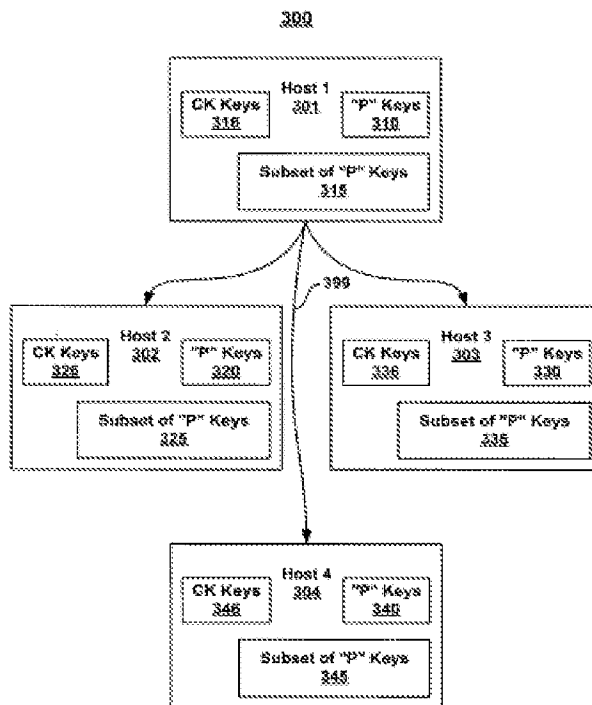 300
Host 1
301
CK Keys
316
"P" Keys
310
Subset of "P" Keys
315
399
Host 2
302
CK Keys
326
"P" Keys
320
Subset of "P" Keys
325
Host 3
303
CK Keys
336
"P" Keys
330
Subset of "P" Keys
335
Host 4
304
CK Keys
346
"P" Keys
340
Subset of "P" Keys
345